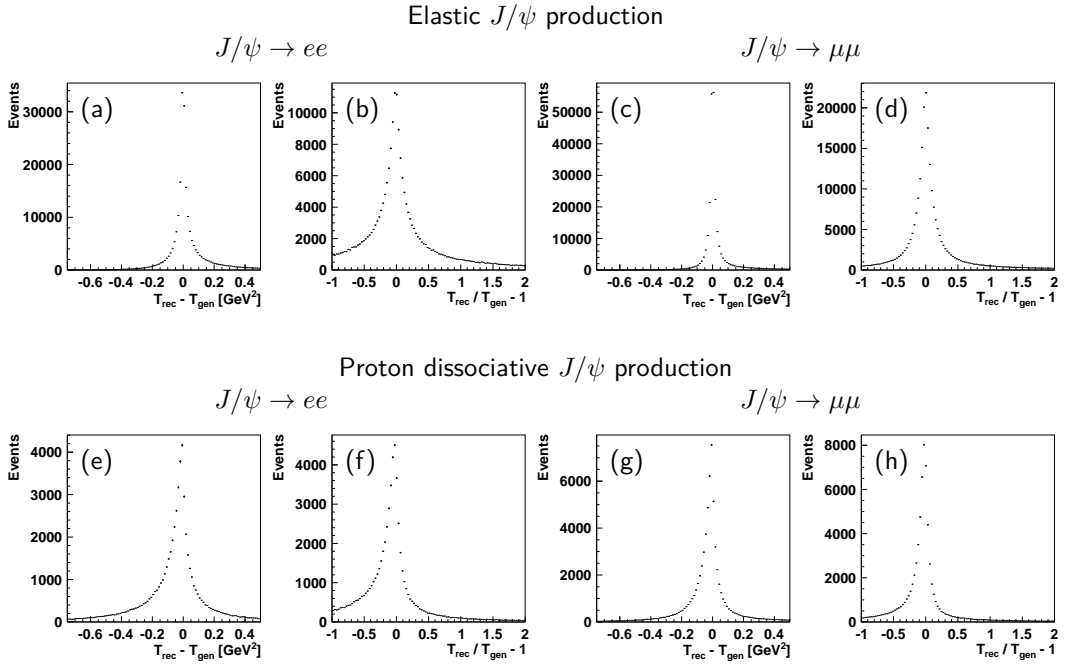 Elastic J/ψ production
J/ψ → ee J/ψ → μμ
Events
(a)
30000
20000
10000
0
-0.6 -0.4 -0.2 0 0.2 0.4
T_rec - T_gen [GeV²]
Events
(b)
10000
8000
6000
4000
2000
0
-1 -0.5 0 0.5 1 1.5 2
T_rec / T_gen - 1
Events
(c)
50000
40000
30000
20000
10000
0
-0.6 -0.4 -0.2 0 0.2 0.4
T_rec - T_gen [GeV²]
Events
(d)
20000
15000
10000
5000
0
-1 -0.5 0 0.5 1 1.5 2
T_rec / T_gen - 1
Proton dissociative J/ψ production
J/ψ → ee J/ψ → μμ
Events
(e)
4000
3000
2000
1000
0
-0.6 -0.4 -0.2 0 0.2 0.4
T_rec - T_gen [GeV²]
Events
(f)
4000
3000
2000
1000
0
-1 -0.5 0 0.5 1 1.5 2
T_rec / T_gen - 1
Events
(g)
6000
4000
2000
0
-0.6 -0.4 -0.2 0 0.2 0.4
T_rec - T_gen [GeV²]
Events
(h)
8000
6000
4000
2000
0
-1 -0.5 0 0.5 1 1.5 2
T_rec / T_gen - 1